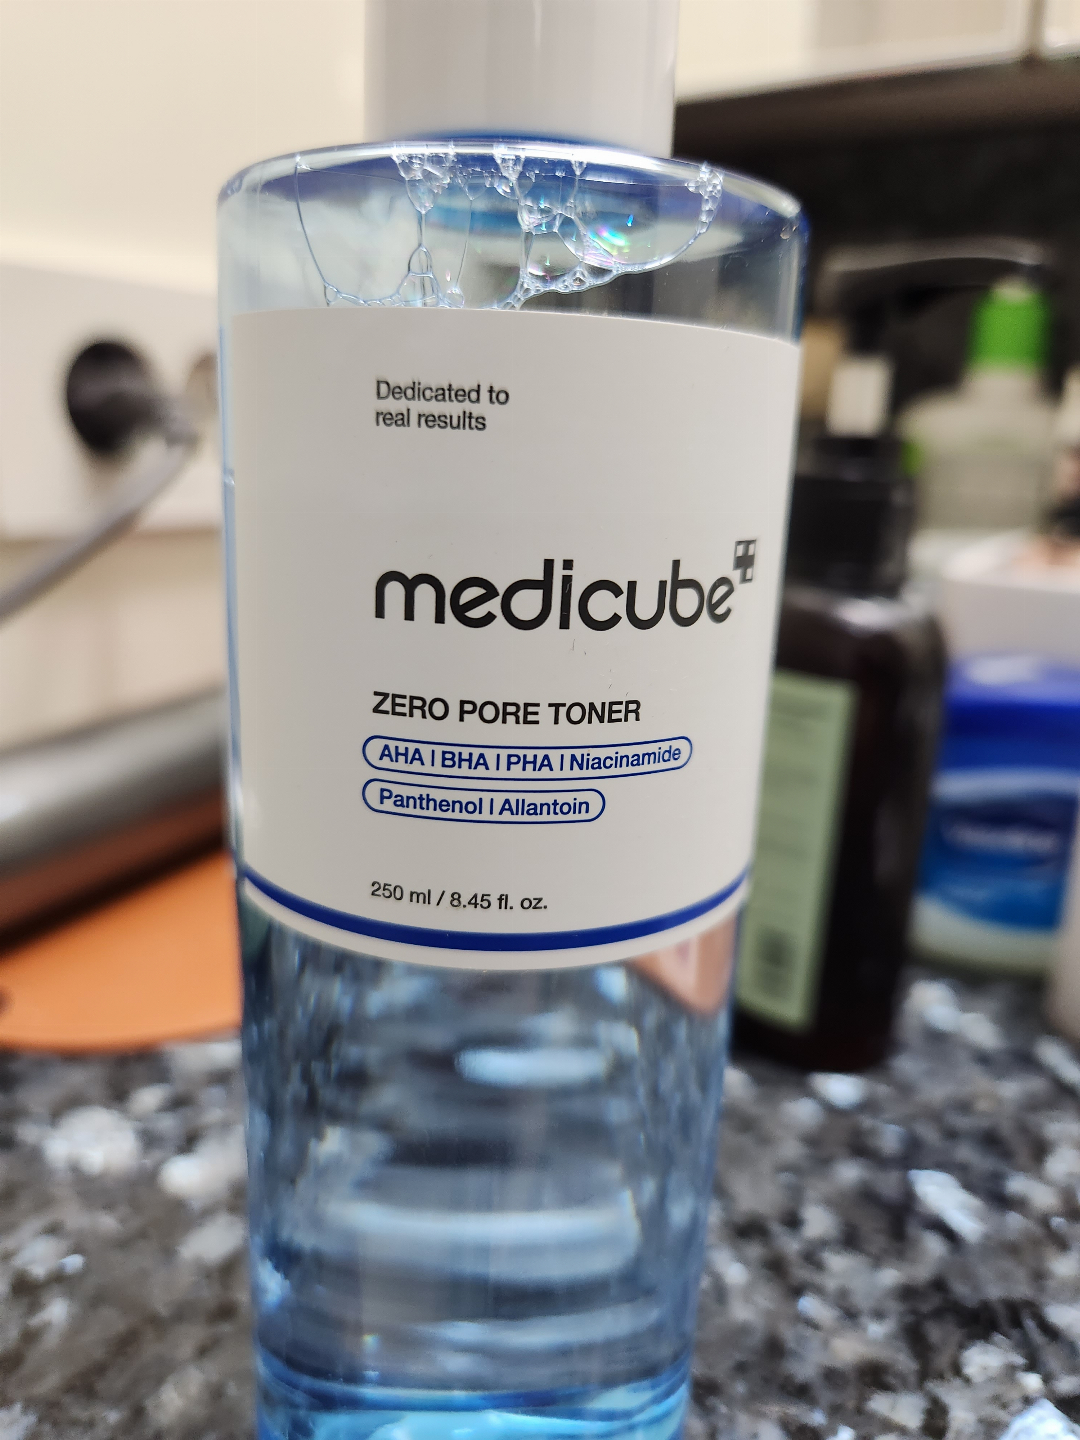 Dedicated to
real results
medicube
ZERO PORE TONER
AHA | BHA | PHA | Niacinamide
Panthenol | Allantoin
250 ml / 8.45 fl. oz.